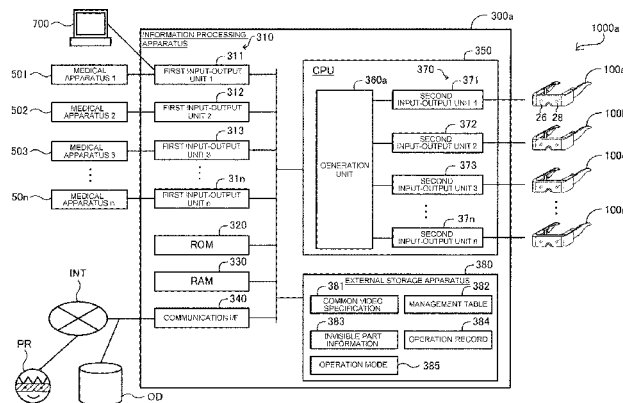 700
INFORMATION PROCESSING APPARATUS
310
300a
1000a
350
311
501
MEDICAL APPARATUS 1
FIRST INPUT-OUTPUT UNIT 1
CPU
360a
370
371
SECOND INPUT-OUTPUT UNIT 1
100a
26 28
312
502
MEDICAL APPARATUS 2
FIRST INPUT-OUTPUT UNIT 2
372
SECOND INPUT-OUTPUT UNIT 2
313
503
MEDICAL APPARATUS 3
FIRST INPUT-OUTPUT UNIT 3
GENERATION UNIT
373
SECOND INPUT-OUTPUT UNIT 3
31n
50n
MEDICAL APPARATUS n
FIRST INPUT-OUTPUT UNIT n
37n
SECOND INPUT-OUTPUT UNIT n
320
ROM
330
RAM
380
EXTERNAL STORAGE APPARATUS
381
COMMON VIDEO SPECIFICATION
382
MANAGEMENT TABLE
INT
340
COMMUNICATION I/F
383
INVISIBLE PART INFORMATION
384
OPERATION RECORD
PR
OPERATION MODE
385
OD